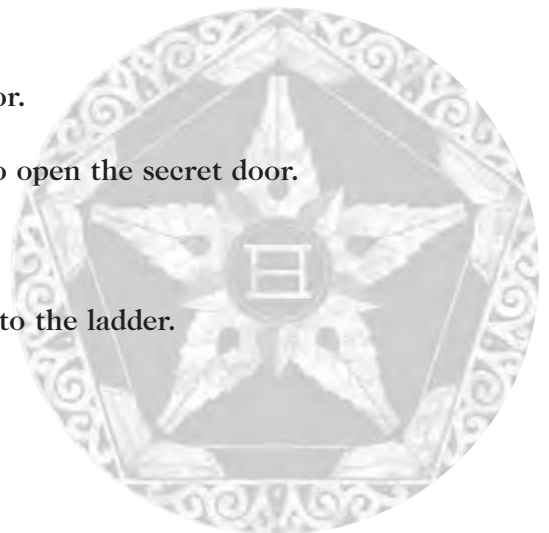 or.
o open the secret door.
to the ladder.